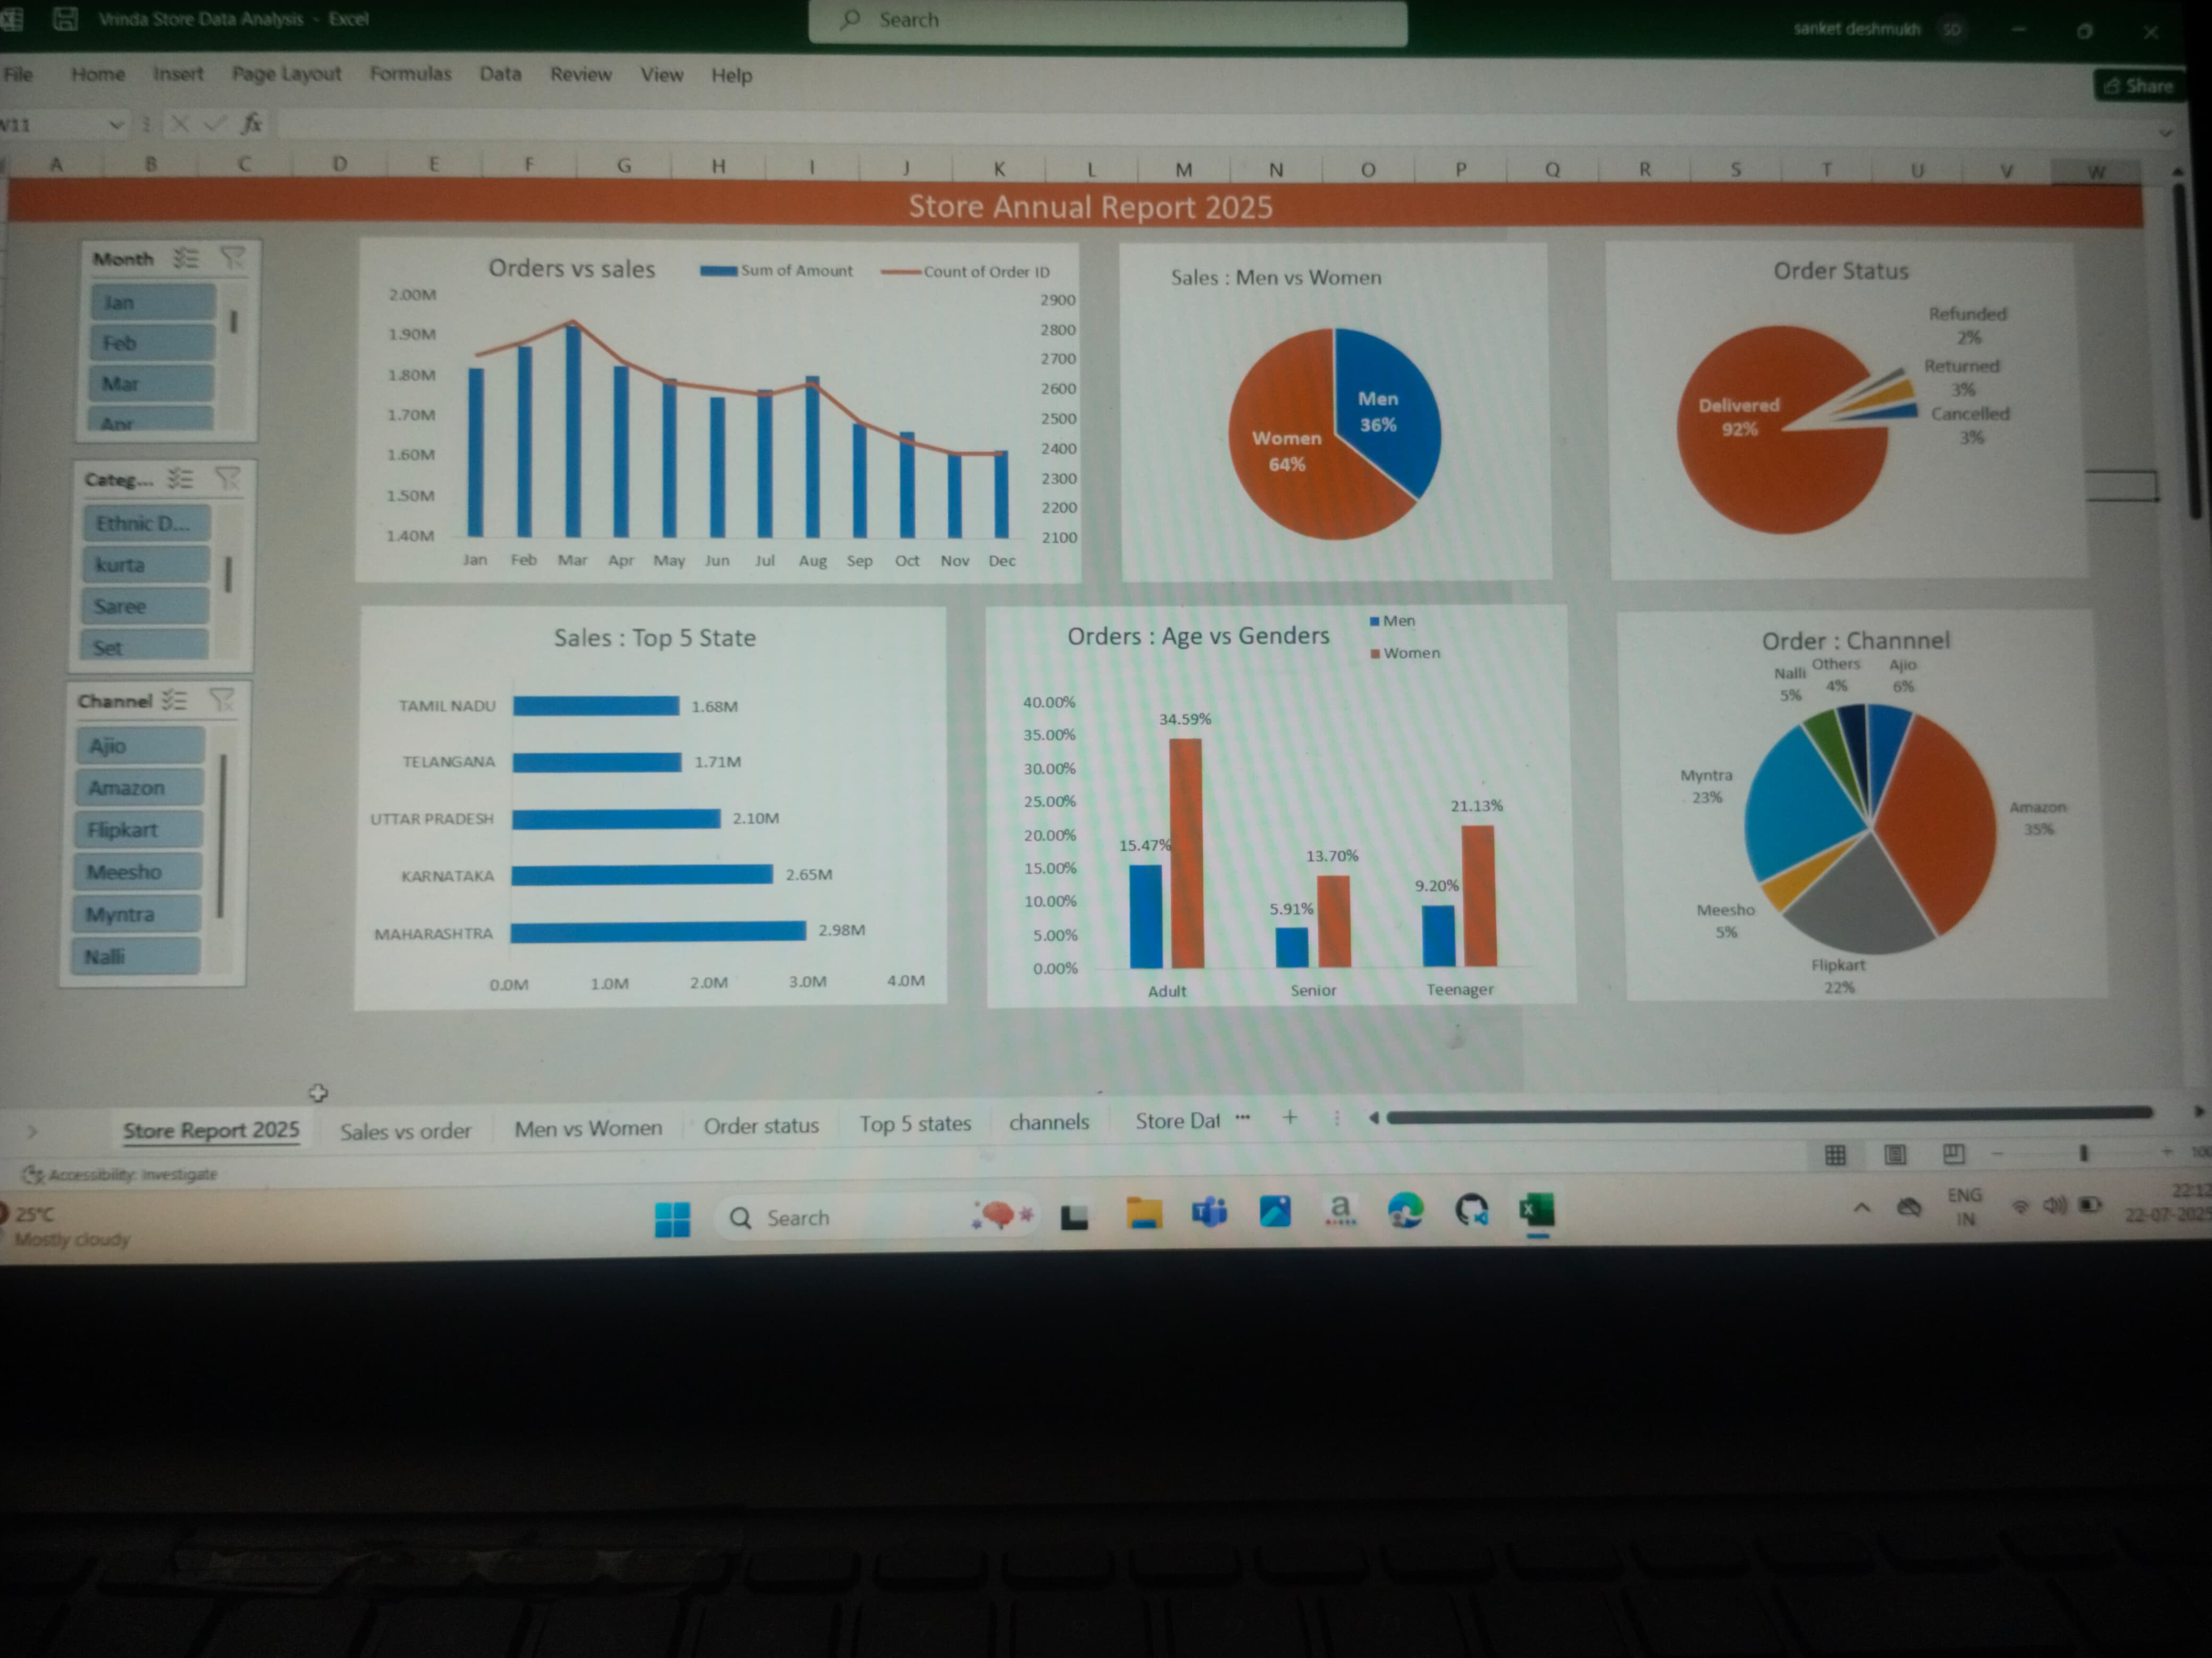 Vrinda Store Data Analysis - Excel
Search
sanket deshmukh
SD
File Home Insert Page Layout Formulas Data Review View Help
Share
fx
A B C D E F G H I J K L M N O P Q R S T U V W
Store Annual Report 2025
Month
Jan
Feb
Mar
Apr
Categ...
Ethnic D...
kurta
Saree
Set
Channel
Ajio
Amazon
Flipkart
Meesho
Myntra
Nalli
Orders vs sales
Sum of Amount
Count of Order ID
2.00M
1.90M
1.80M
1.70M
1.60M
1.50M
1.40M
2900
2800
2700
2600
2500
2400
2300
2200
2100
Jan Feb Mar Apr May Jun Jul Aug Sep Oct Nov Dec
Sales : Men vs Women
Men
36%
Women
64%
Order Status
Refunded
2%
Returned
3%
Cancelled
3%
Delivered
92%
Sales : Top 5 State
TAMIL NADU 1.68M
TELANGANA 1.71M
UTTAR PRADESH 2.10M
KARNATAKA 2.65M
MAHARASHTRA 2.98M
0.0M 1.0M 2.0M 3.0M 4.0M
Orders : Age vs Genders
Men
Women
40.00%
35.00%
30.00%
25.00%
20.00%
15.00%
10.00%
5.00%
0.00%
15.47%
34.59%
5.91%
13.70%
9.20%
21.13%
Adult Senior Teenager
Order : Channnel
Nalli
5%
Others
4%
Ajio
6%
Myntra
23%
Amazon
35%
Meesho
5%
Flipkart
22%
Store Report 2025 Sales vs order Men vs Women Order status Top 5 states channels Store Dat ...
Accessibility: Investigate
25°C
Mostly cloudy
Search
ENG
IN
22:12
22-07-2025